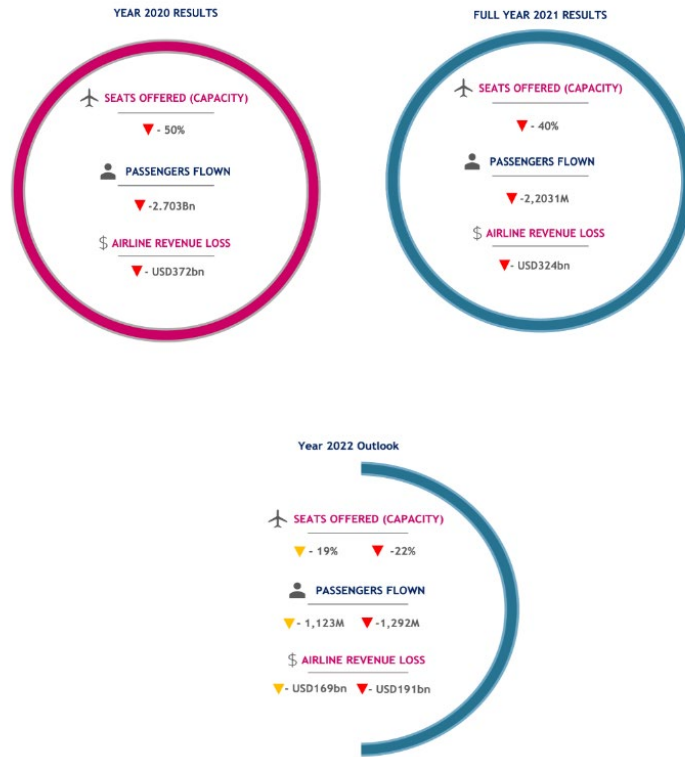 YEAR 2020 RESULTS
SEATS OFFERED (CAPACITY)
- 50%
PASSENGERS FLOWN
-2.703Bn
$ AIRLINE REVENUE LOSS
- USD372bn
FULL YEAR 2021 RESULTS
SEATS OFFERED (CAPACITY)
- 40%
PASSENGERS FLOWN
-2,2031M
$ AIRLINE REVENUE LOSS
- USD324bn
Year 2022 Outlook
SEATS OFFERED (CAPACITY)
- 19% -22%
PASSENGERS FLOWN
- 1,123M -1,292M
$ AIRLINE REVENUE LOSS
- USD169bn - USD191bn